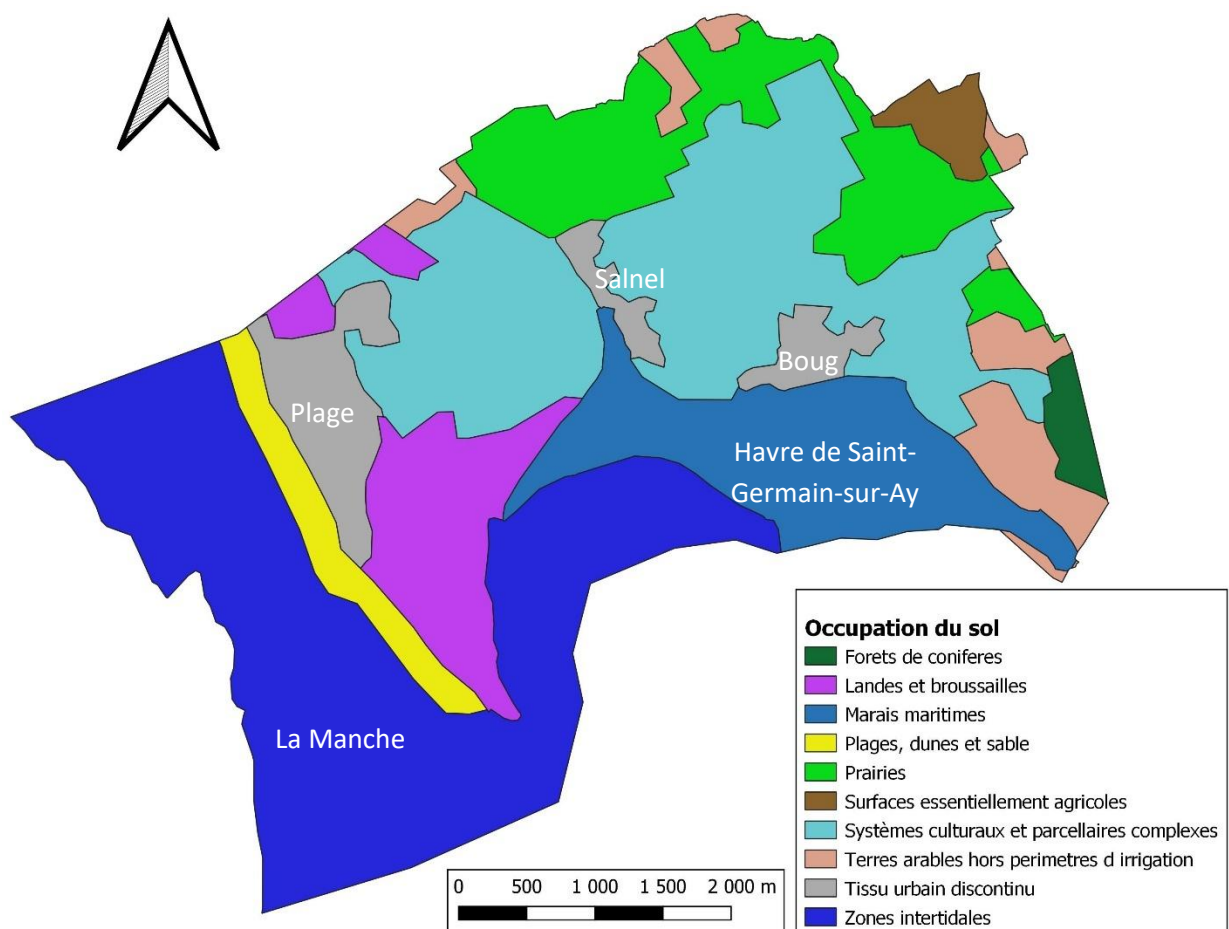 Salnel
Boug
Plage
Havre de Saint-
Germain-sur-Ay
La Manche
Occupation du sol
Forets de coniferes
Landes et broussailles
Marais maritimes
Plages, dunes et sable
Prairies
Surfaces essentiellement agricoles
Systèmes culturaux et parcellaires complexes
Terres arables hors perimetres d irrigation
Tissu urbain discontinu
Zones intertidales
0 500 1 000 1 500 2 000 m